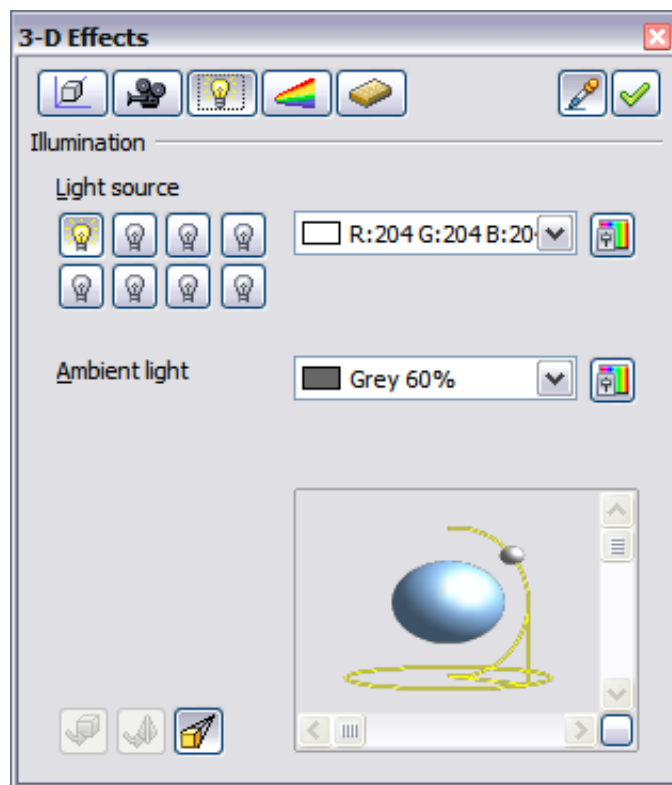 3-D Effects
Illumination
Light source
R:204 G:204 B:20
Ambient light
Grey 60%